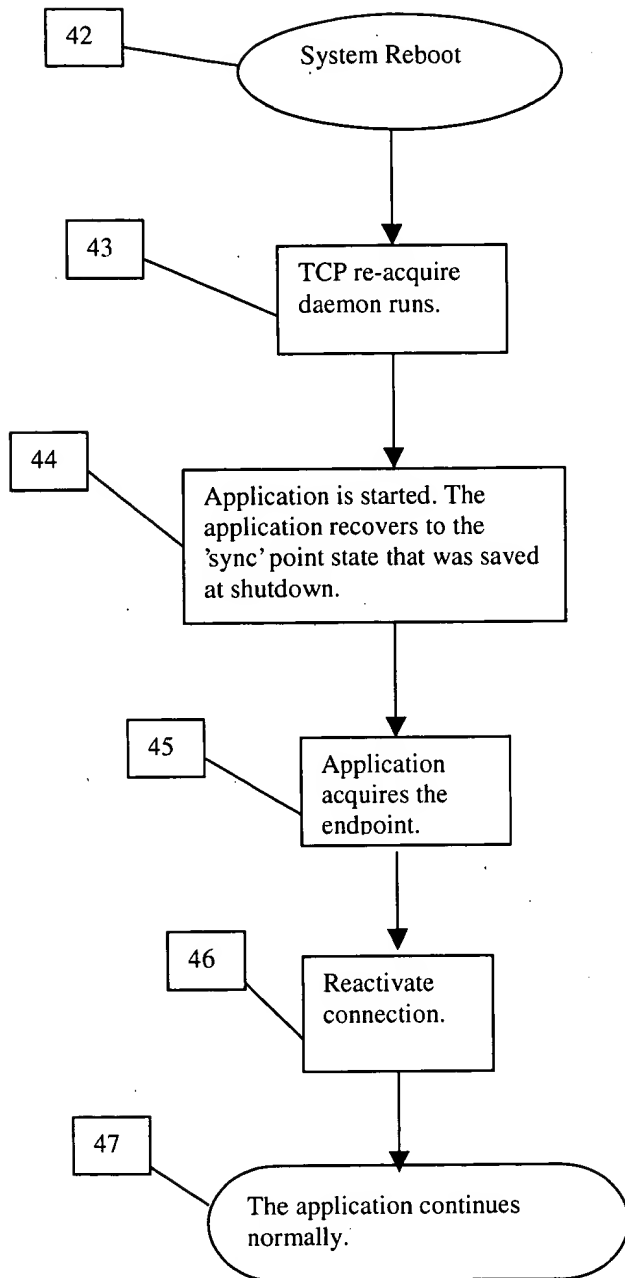 42
System Reboot
43
TCP re-acquire
daemon runs.
44
Application is started. The
application recovers to the
'sync' point state that was saved
at shutdown.
45
Application
acquires the
endpoint.
46
Reactivate
connection.
47
The application continues
normally.